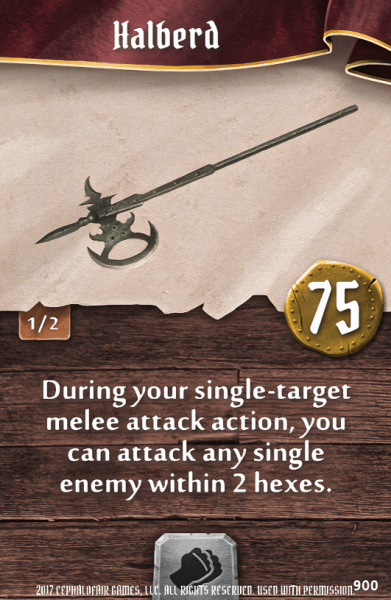 Halberd
75
1/2
During your single-target
melee attack action, you
can attack any single
enemy within 2 hexes.
2017 CEPHALOFAIR GAMES, LLC. ALL RIGHTS RESERVED. USED WITH PERMISSION
900